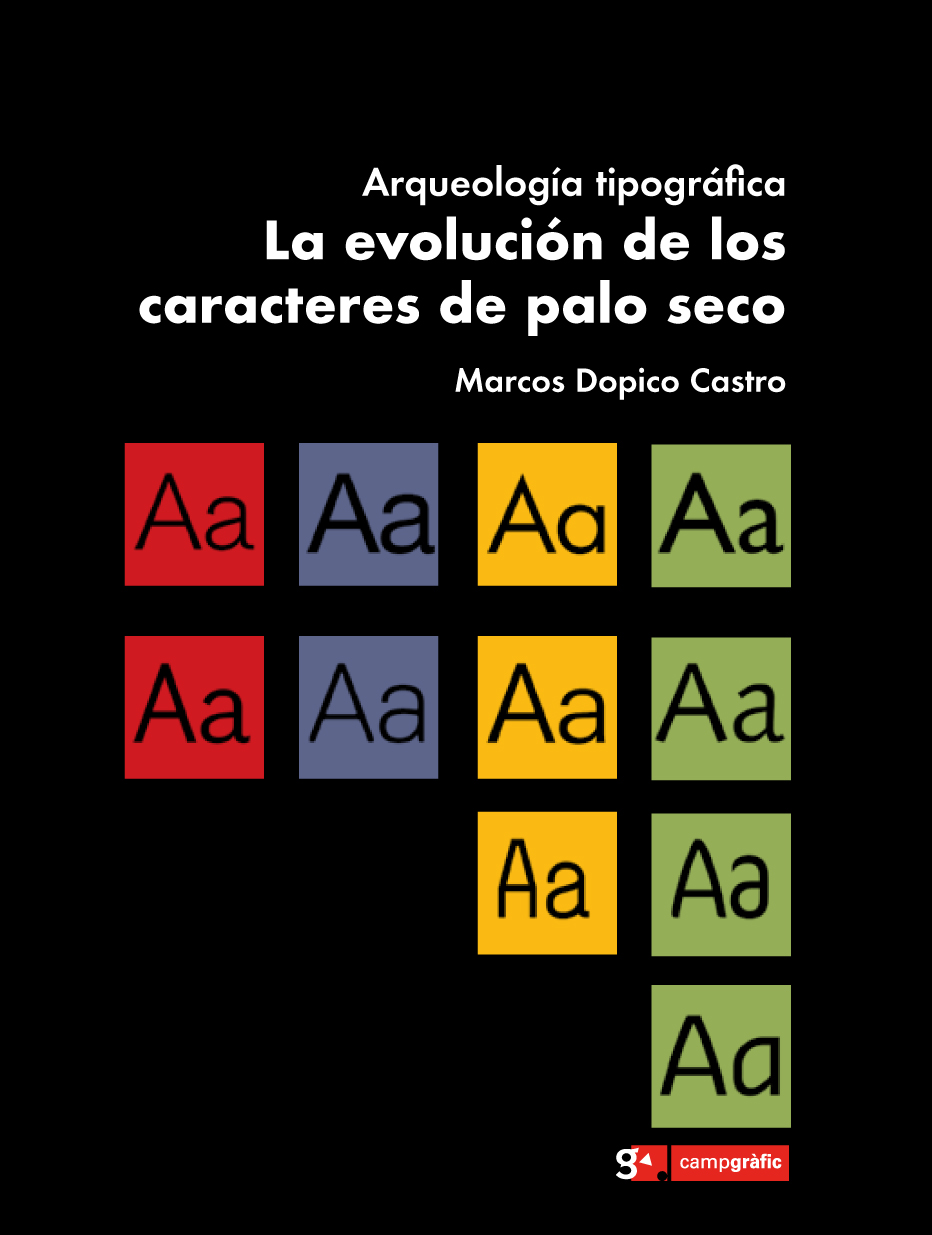 Arqueología tipográfica
La evolución de los
caracteres de palo seco
Marcos Dopico Castro
Aa Aa Aa Aa
Aa Aa Aa Aa
Aa Aa
Aa
g campgràfic